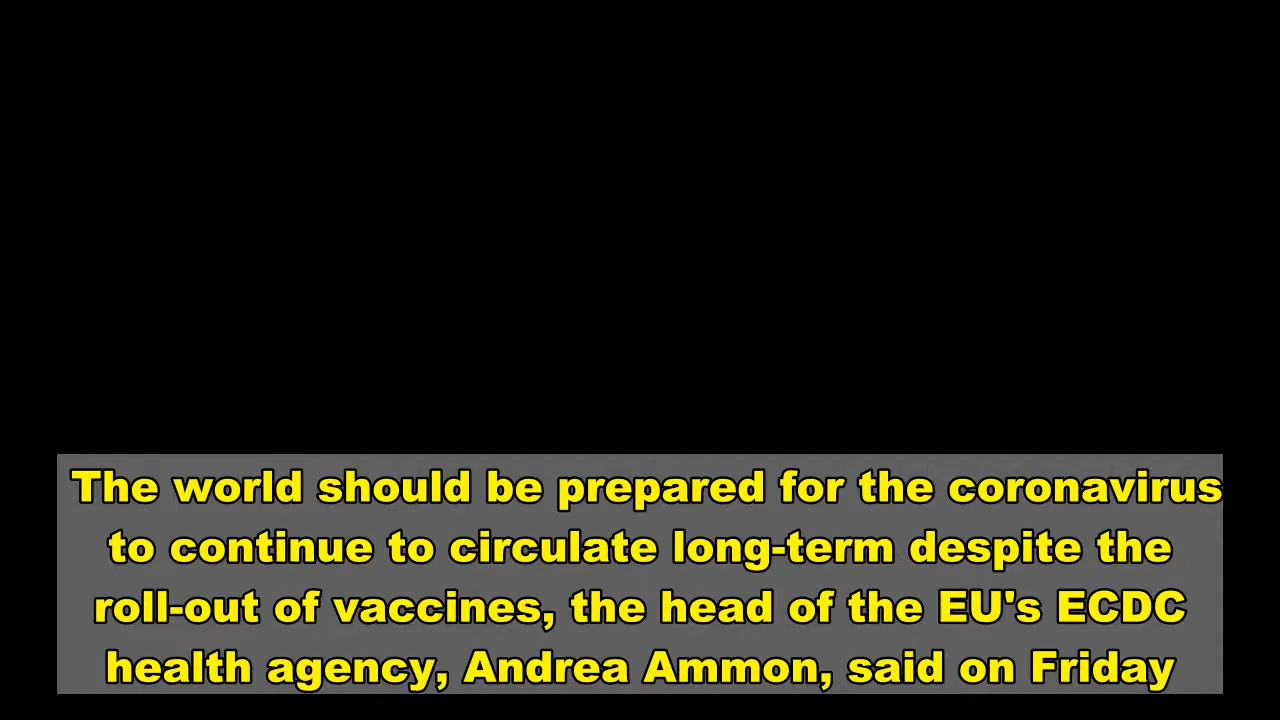 The world should be prepared for the coronavirus
to continue to circulate long-term despite the
roll-out of vaccines, the head of the EU's ECDC
health agency, Andrea Ammon, said on Friday